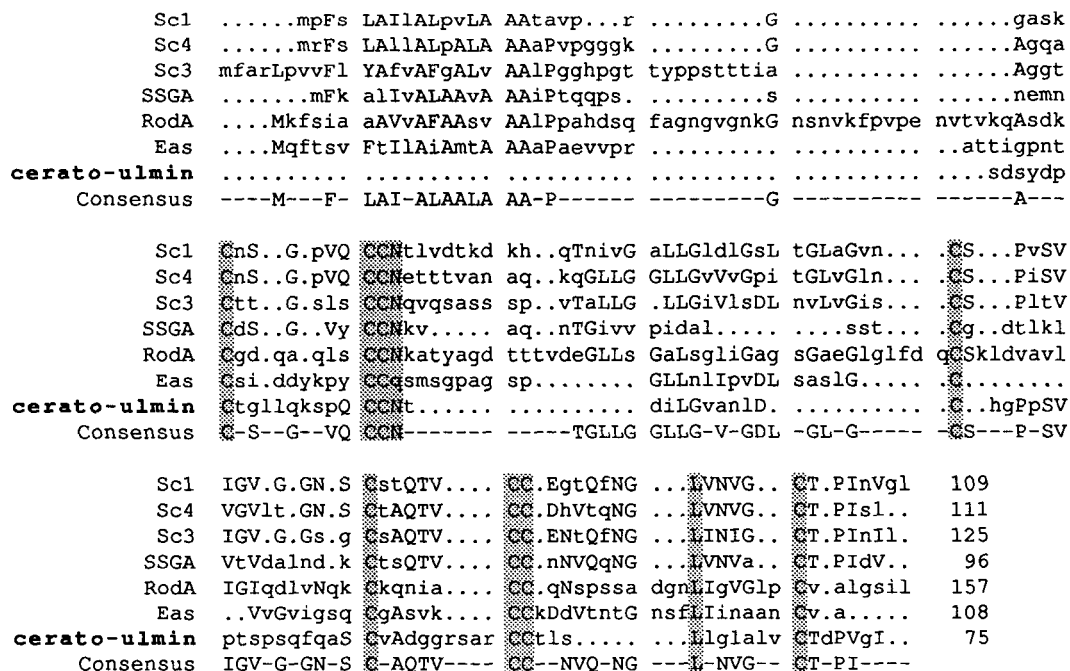 Sc1 .......mpFs LAIlALpvLA AAtavp...r .........G .......... ......gask
Sc4 .......mrFs LAllALpALA AAaPvpgggk .........G .......... ......Agqa
Sc3 mfarLpvvFl YAfvAFgALv AAlPgghpgt typpstttia .......... ......Aggt
SSGA .......mFk alIvALAAvA AAiPtqqps. .........s .......... ......nemn
RodA ....Mkfsia aAVvAFAAsv AAlPpahdsq fagngvgnkG nsnvkfpvpe nvtvkqAsdk
Eas ....Mqftsv FtIlAiAmtA AAaPaevvpr .......... .......... ..attigpnt
cerato-ulmin .......... .......... .......... .......... .......... ....sdsydp
Consensus ----M---F- LAI-ALAALA AA-P------ ---------G ---------- ------A---
Sc1 CnS..G.pVQ CCNtlvdtkd kh..qTnivG aLLGldlGsL tGLaGvn... .CS...PvSV
Sc4 CnS..G.pVQ CCNetttvan aq..kqGLLG lLLGvVvGpi tGLvGln... .CS...PiSV
Sc3 Ctt..G.sls CCNqvqsass sp..vTaLLG .LLGiVlsDL nvLvGis... .CS...PltV
SSGA CdS..G..Vy CCNkv..... aq..nTGivv pidal..... .....sst.. .Cg..dtlkl
RodA Cgd.qa.qls CCNkatyagd tttvdeGLLs GaLsgliGag sGaeGlglfd qCSkldvavl
Eas Csi.ddykpy CCqsmsgpag sp.....GLLnlIpvDL saslG..... .C........
cerato-ulmin CtgllqkspQ CCNt...... .......... diLGvanlD. .......... .C..hgPpSV
Consensus C-S--G--VQ CCN------- -----TGLLG GLLG-V-GDL -GL-G----- -CS---P-SV
Sc1 IGV.G.GN.S CstQTV.... CC.EgtQfNG ...LVNVG.. CT.PInVgl 109
Sc4 VGVlt.GN.S CtAQTV.... CC.DhVtqNG ...LVNVG.. CT.PIsl.. 111
Sc3 IGV.G.Gs.g CsAQTV.... CC.ENtQfNG ...LINIG.. CT.PInIl. 125
SSGA VtVdalnd.k CtsQTV.... CC.nNVQqNG ...LVNVa.. CT.PIdV.. 96
RodA IGIqdlvNqk Ckqnia.... CC.qNspssa dgnLIgVGlp Cv.algsil 157
Eas ..VvGvigsq CgAsvk.... CCkDdVtntG nsfLIinaan Cv.a..... 108
cerato-ulmin ptspsqfqaS CvAdggrsar CCtls..... ...Llglalv CTdPVgI.. 75
Consensus IGV-G-GN-S C-AQTV---- CC--NVQ-NG ---LVNVG-- CT-PI----